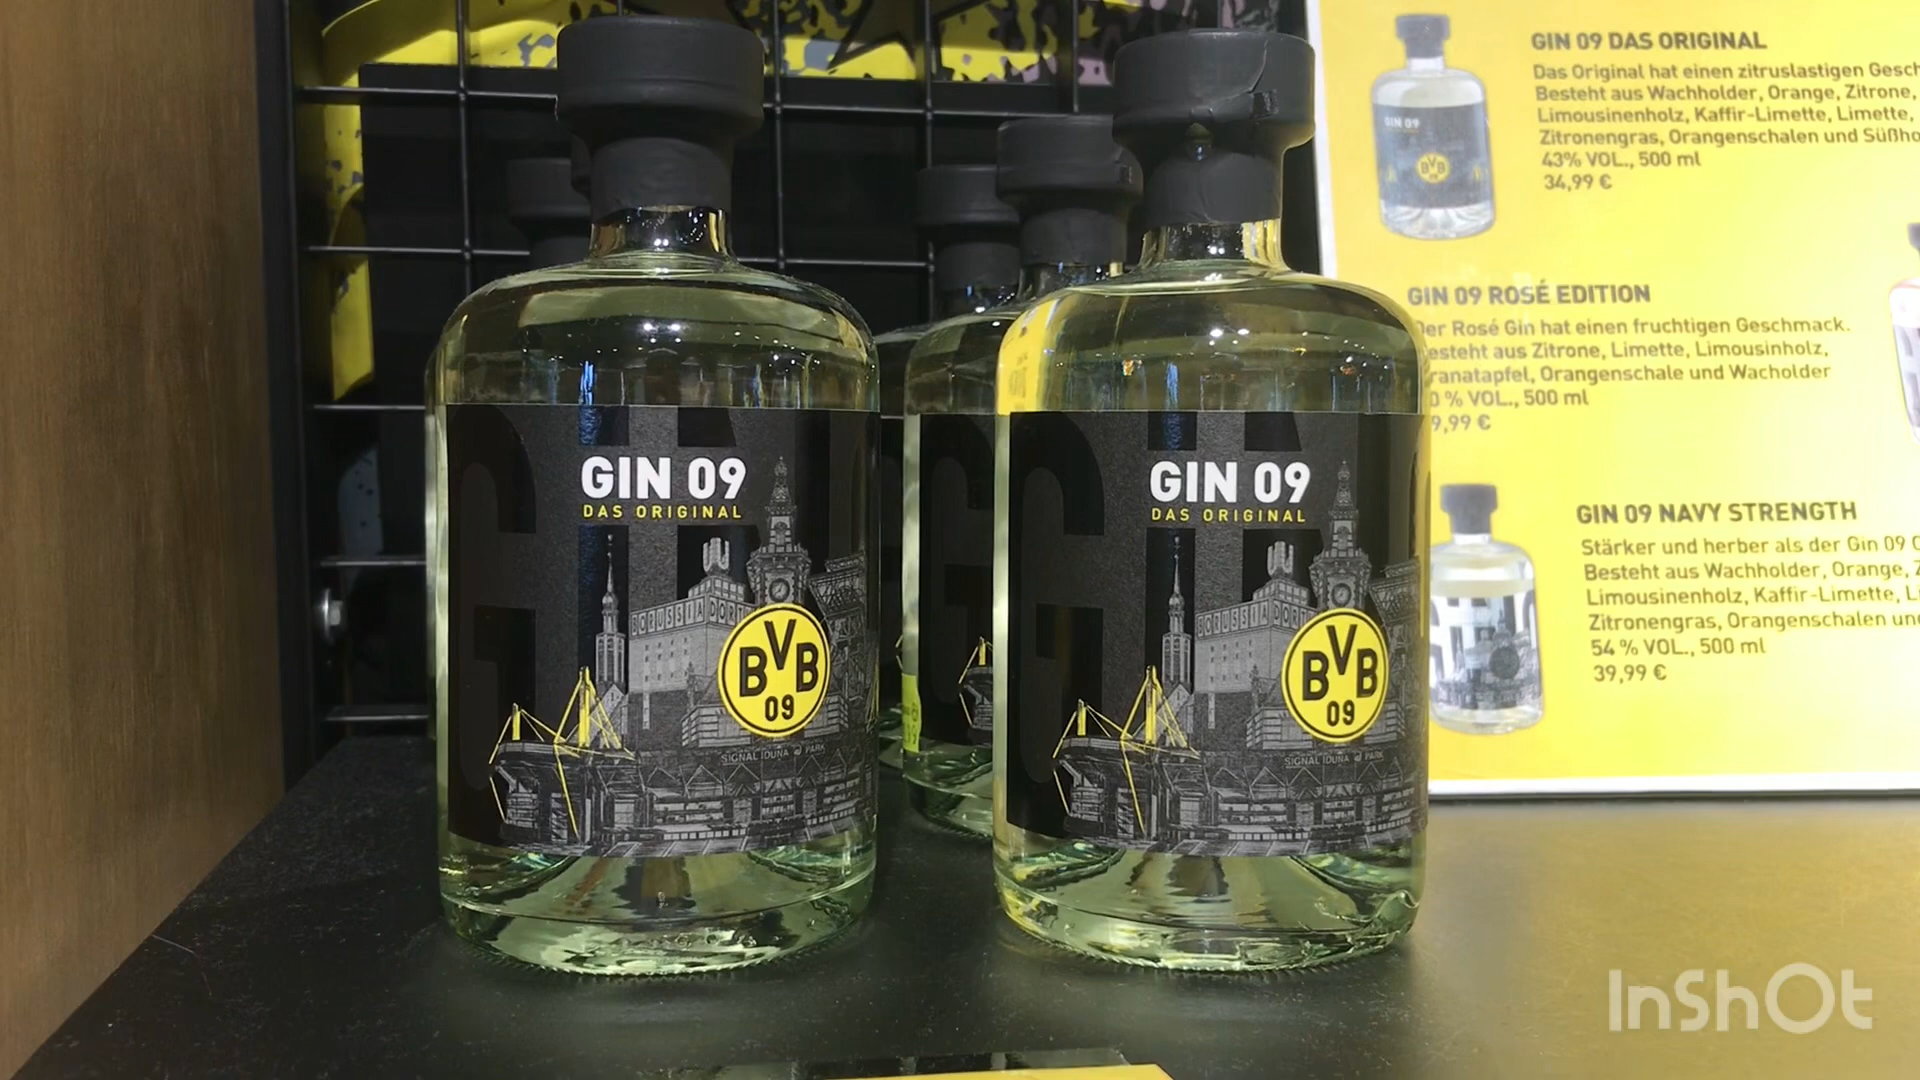 GIN 09
DAS ORIGINAL
BORUSSIA
BVB
09
SIGNAL IDUNA PARK
GIN 09
DAS ORIGINAL
BORUSSIA
BVB
09
SIGNAL IDUNA PARK
GIN 09 DAS ORIGINAL
Das Original hat einen zitruslastigen
Besteht aus Wachholder, Orange, Zitrone,
Limousinenholz, Kaffir-Limette, Limette,
Zitronengras, Orangenschalen und
43% VOL., 500 ml
34,99 €
GIN 09
BVB
GIN 09 ROSÉ EDITION
Rosé Gin hat einen fruchtigen Geschmack.
aus Zitrone, Limette, Limousinholz,
Orangenschale und Wacholder
% VOL., 500 ml
€
GIN 09 NAVY STRENGTH
Stärker und herber als der Gin 09
Besteht aus Wachholder, Orange,
Limousinenholz, Kaffir-Limette,
Zitronengras, Orangenschalen
54 % VOL., 500 ml
39,99 €
InShOt